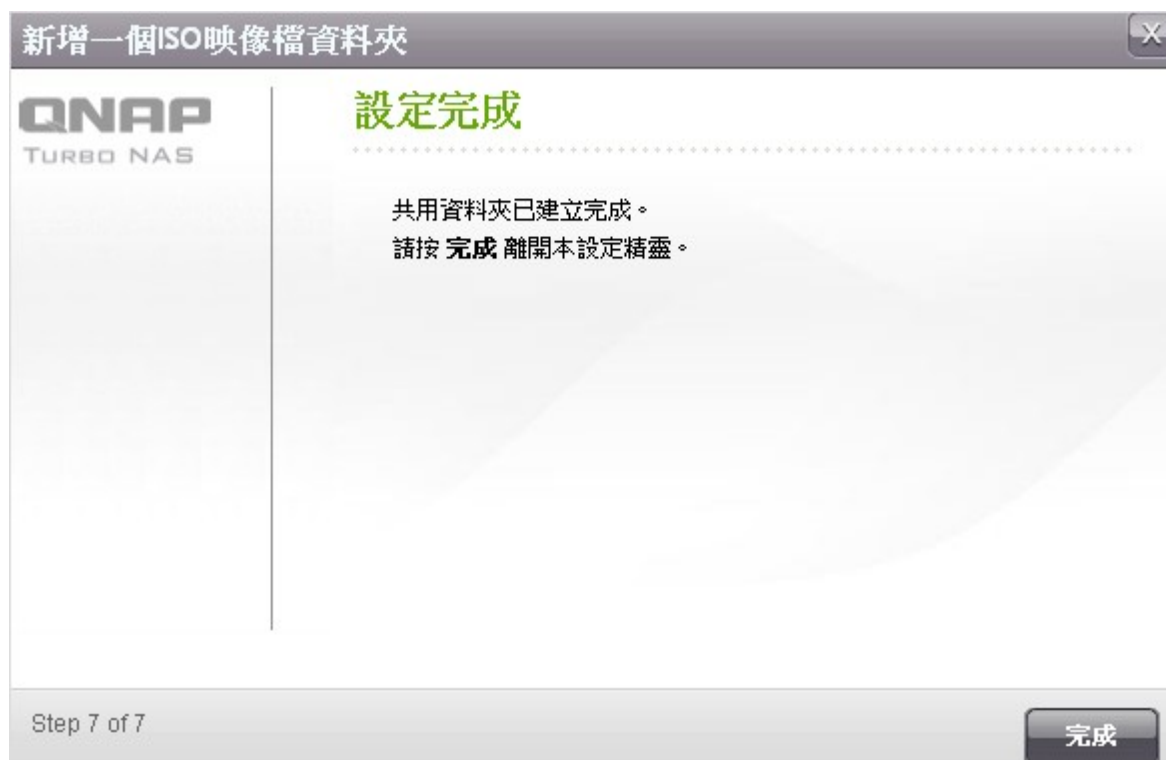 新增一個ISO映像檔資料夾
X
QNAP
TURBO NAS
設定完成
共用資料夾已建立完成。
請按 完成 離開本設定精靈。
Step 7 of 7
完成